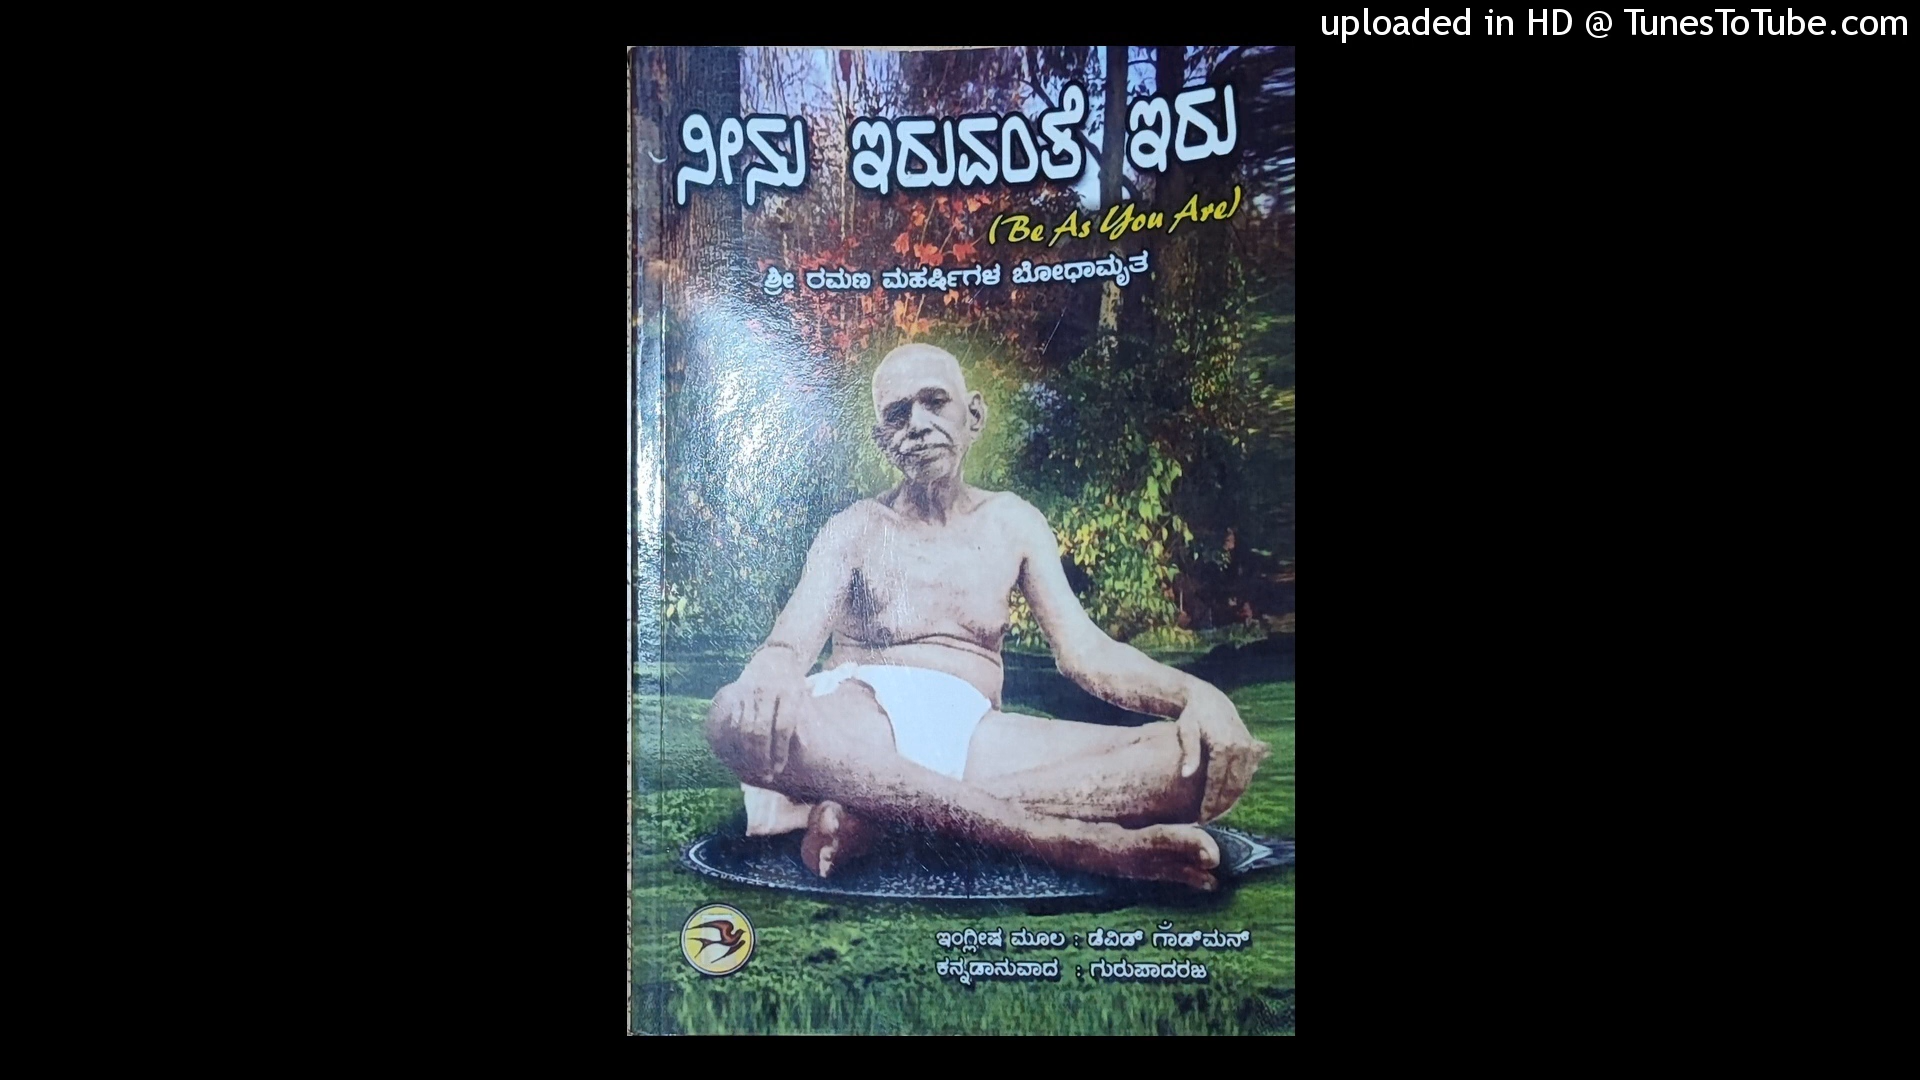 uploaded in HD @ TunesToTube.com
ನೀನು ಇರುವಂತೆ ಇರು
(Be As You Are)
ಶ್ರೀ ರಮಣ ಮಹರ್ಷಿಗಳ ಬೋಧಾಮೃತ
ಇಂಗ್ಲೀಷ ಮೂಲ : ಡೆವಿಡ್ ಗಾಡ್‌ಮನ್
ಕನ್ನಡಾನುವಾದ : ಗುರುಪಾದರಜ